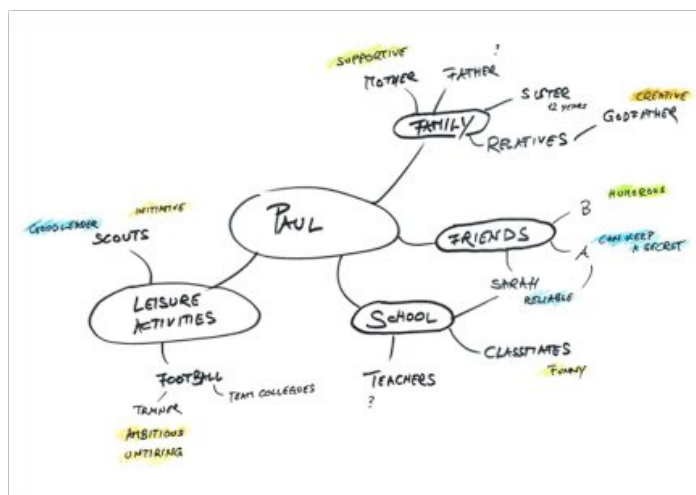 SUPPORTIVE
MOTHER
FATHER
?
SISTER
12 YEARS
FAMILY
RELATIVES
CREATIVE
GODFATHER
PAUL
FRIENDS
B
HUMOROUS
A
CAN KEEP
A SECRET
SARAH
RELIABLE
SCHOOL
CLASSMATES
FUNNY
TEACHERS
?
INITIATIVE
GOOD LEADER
SCOUTS
LEISURE
ACTIVITIES
FOOTBALL
TEAM COLLEGUES
TRAINER
AMBITIOUS
UNTIRING